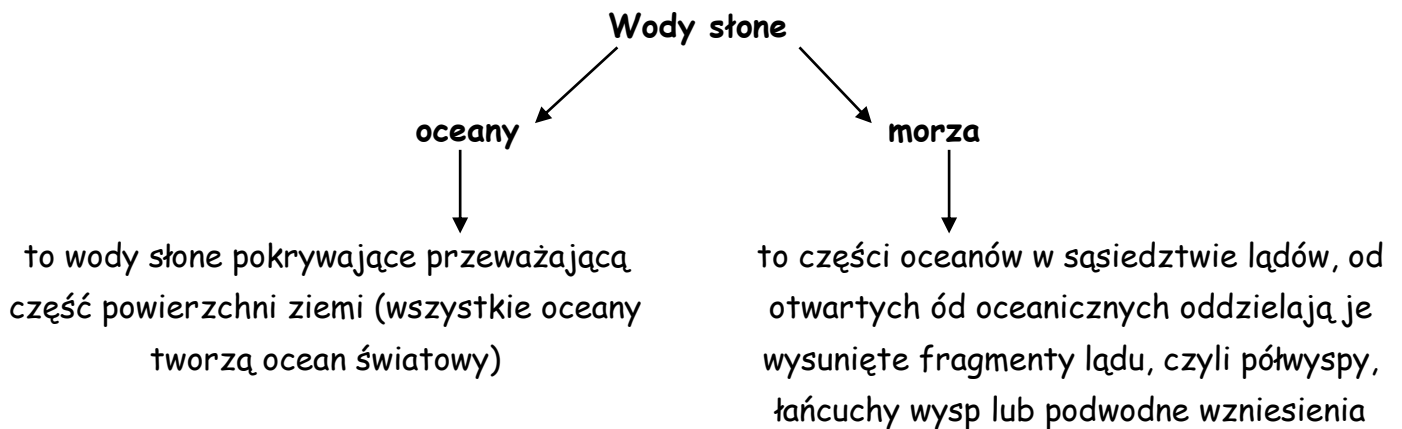 Wody słone
oceany
morza
to wody słone pokrywające przeważającą
część powierzchni ziemi (wszystkie oceany
tworzą ocean światowy)
to części oceanów w sąsiedztwie lądów, od
otwartych ód oceanicznych oddzielają je
wysunięte fragmenty lądu, czyli półwyspy,
łańcuchy wysp lub podwodne wzniesienia